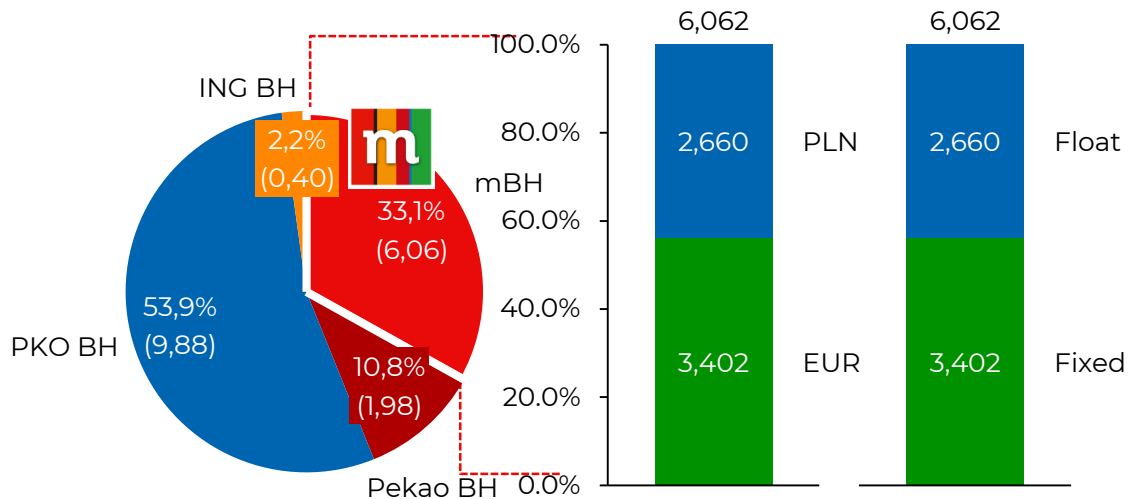 ING BH
2,2%
(0,40)
m
mBH
33,1%
(6,06)
53,9%
(9,88)
PKO BH
10,8%
(1,98)
Pekao BH
100.0%
80.0%
60.0%
40.0%
20.0%
0.0%
6,062
2,660
PLN
3,402
EUR
6,062
2,660
Float
3,402
Fixed